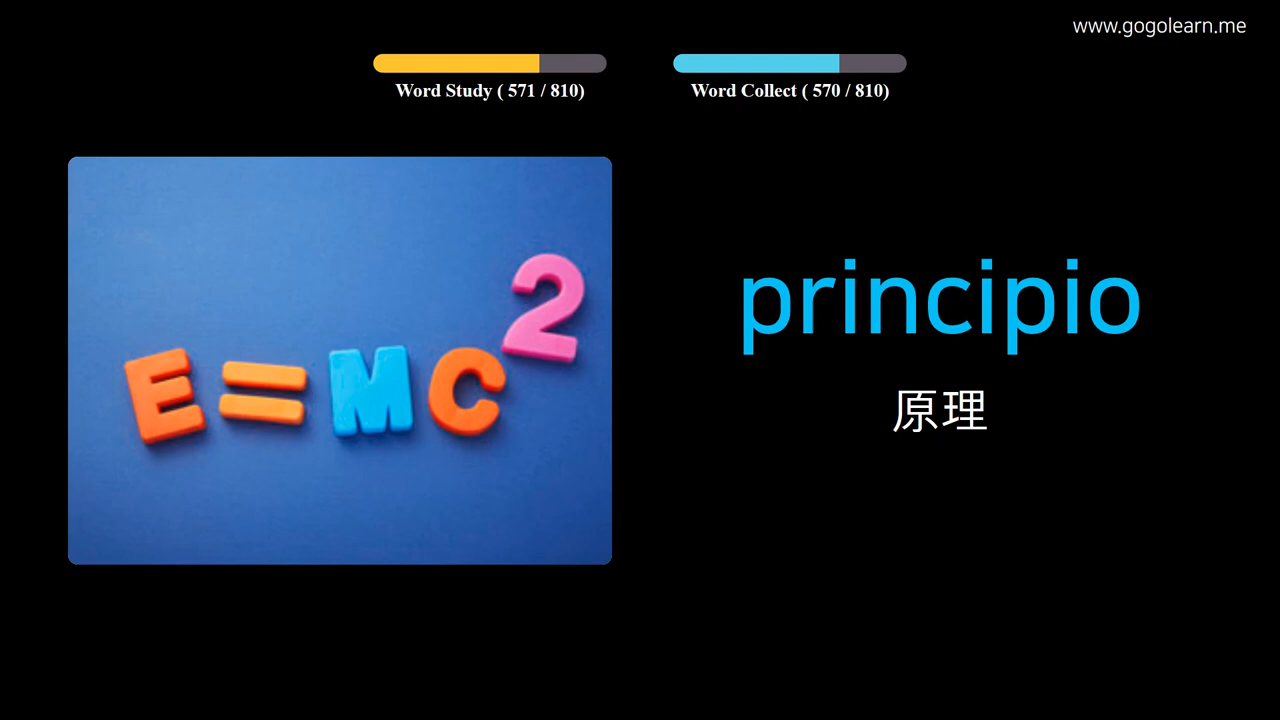 www.gogolearn.me
Word Study ( 571 / 810)
Word Collect ( 570 / 810)
E=MC²
principio
原理